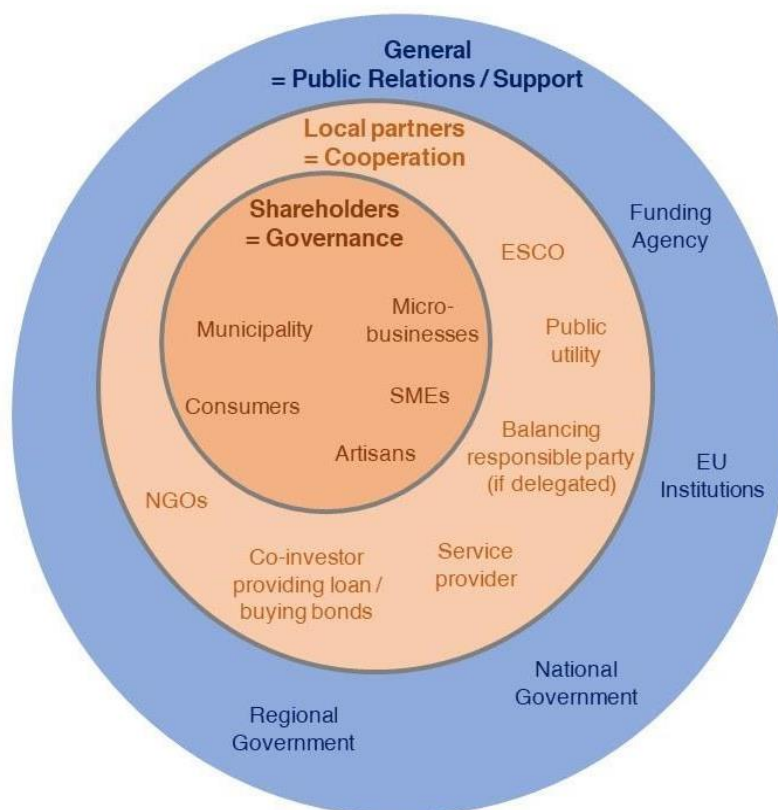 General
= Public Relations / Support
Local partners
= Cooperation
Shareholders
= Governance
Funding
Agency
ESCO
Micro-
businesses
Municipality
Public
utility
Consumers
SMEs
Artisans
Balancing
responsible party
(if delegated)
EU
Institutions
NGOs
Co-investor
providing loan /
buying bonds
Service
provider
National
Government
Regional
Government